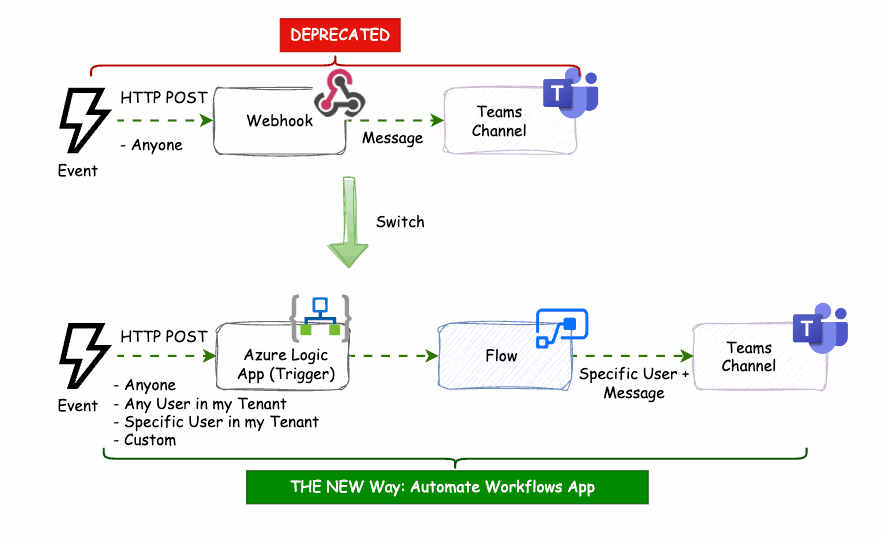 DEPRECATED
HTTP POST
- Anyone
Event
Webhook
Message
Teams
Channel
T
Switch
HTTP POST
- Anyone
- Any User in my Tenant
- Specific User in my Tenant
- Custom
Event
Azure Logic
App (Trigger)
Flow
Specific User +
Message
Teams
Channel
T
THE NEW Way: Automate Workflows App